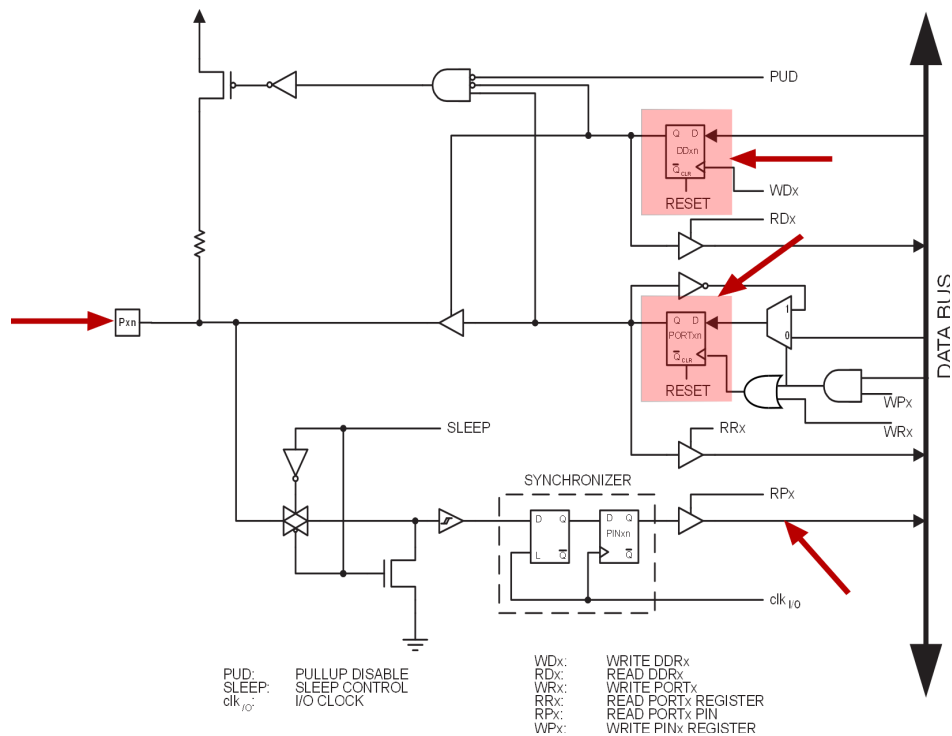 PUD
Q D
DDxn
Q CLR
WDx
RESET
RDx
Pxn
1
Q D
PORTxn
0
Q CLR
RESET
WPx
WRx
RRx
SLEEP
SYNCHRONIZER
RPx
D Q
D Q
PINxn
L Q
Q
clk I/O
DATA BUS
PUD: PULLUP DISABLE
SLEEP: SLEEP CONTROL
clk I/O: I/O CLOCK
WDx: WRITE DDRx
RDx: READ DDRx
WRx: WRITE PORTx
RRx: READ PORTx REGISTER
RPx: READ PORTx PIN
WPx: WRITE PINx REGISTER